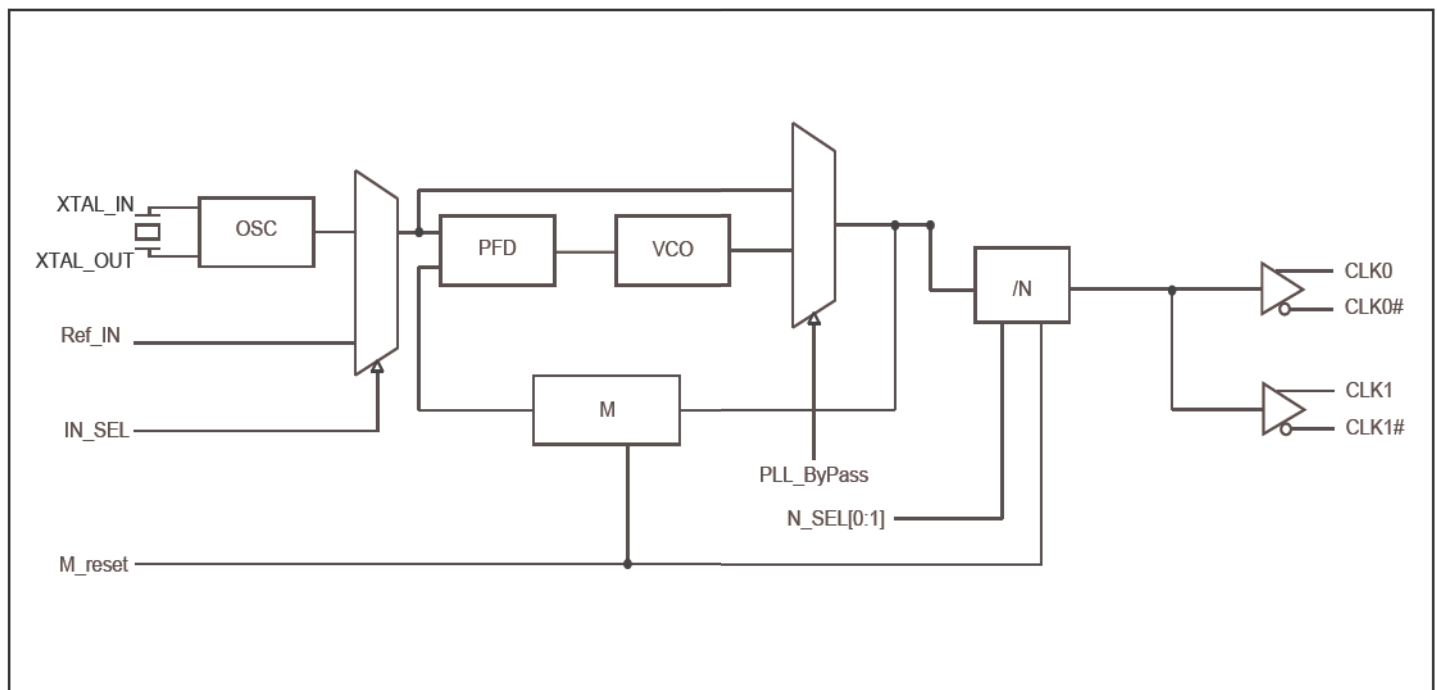 XTAL_IN
XTAL_OUT
OSC
PFD
VCO
Ref_IN
IN_SEL
M
PLL_ByPass
N_SEL[0:1]
M_reset
/N
CLK0
CLK0#
CLK1
CLK1#